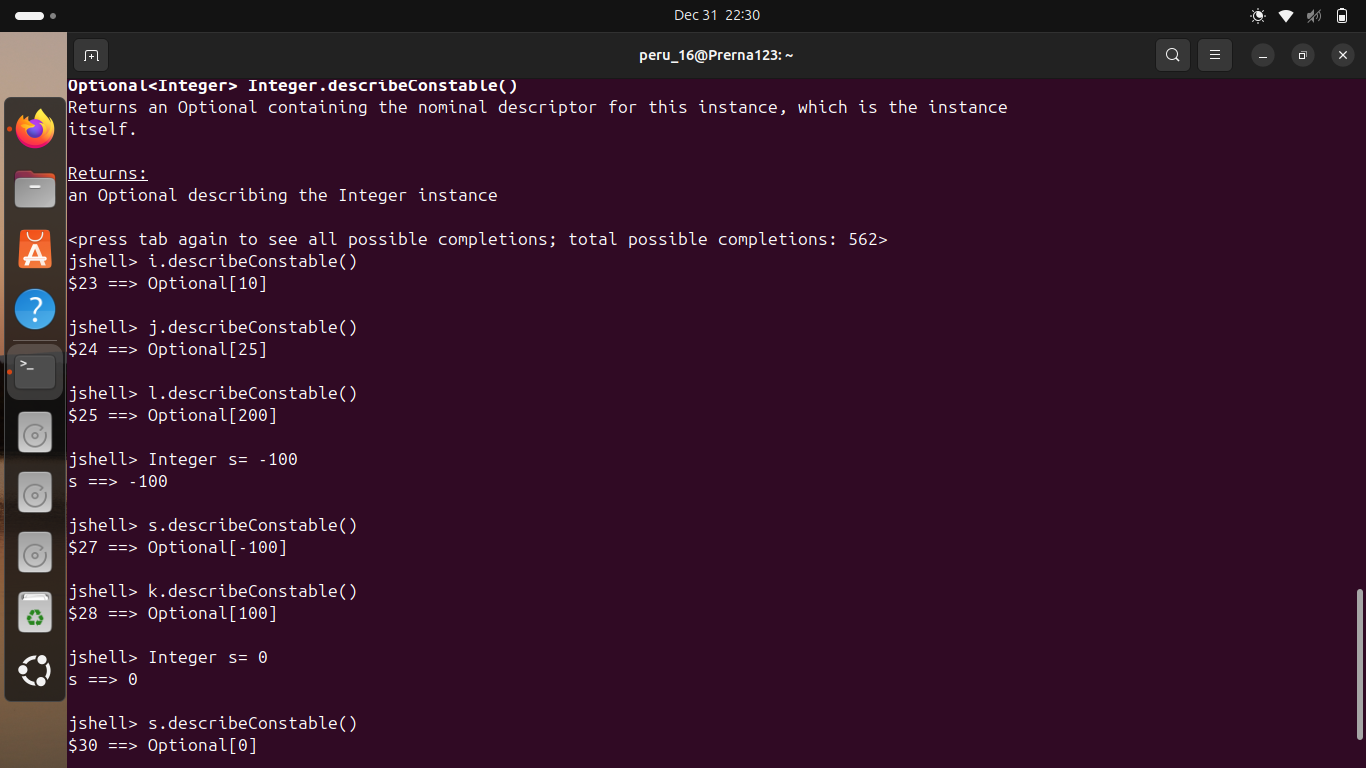 Dec 31 22:30
peru_16@Prerna123: ~
Optional<Integer> Integer.describeConstable()
Returns an Optional containing the nominal descriptor for this instance, which is the instance
itself.
Returns:
an Optional describing the Integer instance
<press tab again to see all possible completions; total possible completions: 562>
jshell> i.describeConstable()
$23 ==> Optional[10]
jshell> j.describeConstable()
$24 ==> Optional[25]
jshell> l.describeConstable()
$25 ==> Optional[200]
jshell> Integer s= -100
s ==> -100
jshell> s.describeConstable()
$27 ==> Optional[-100]
jshell> k.describeConstable()
$28 ==> Optional[100]
jshell> Integer s= 0
s ==> 0
jshell> s.describeConstable()
$30 ==> Optional[0]